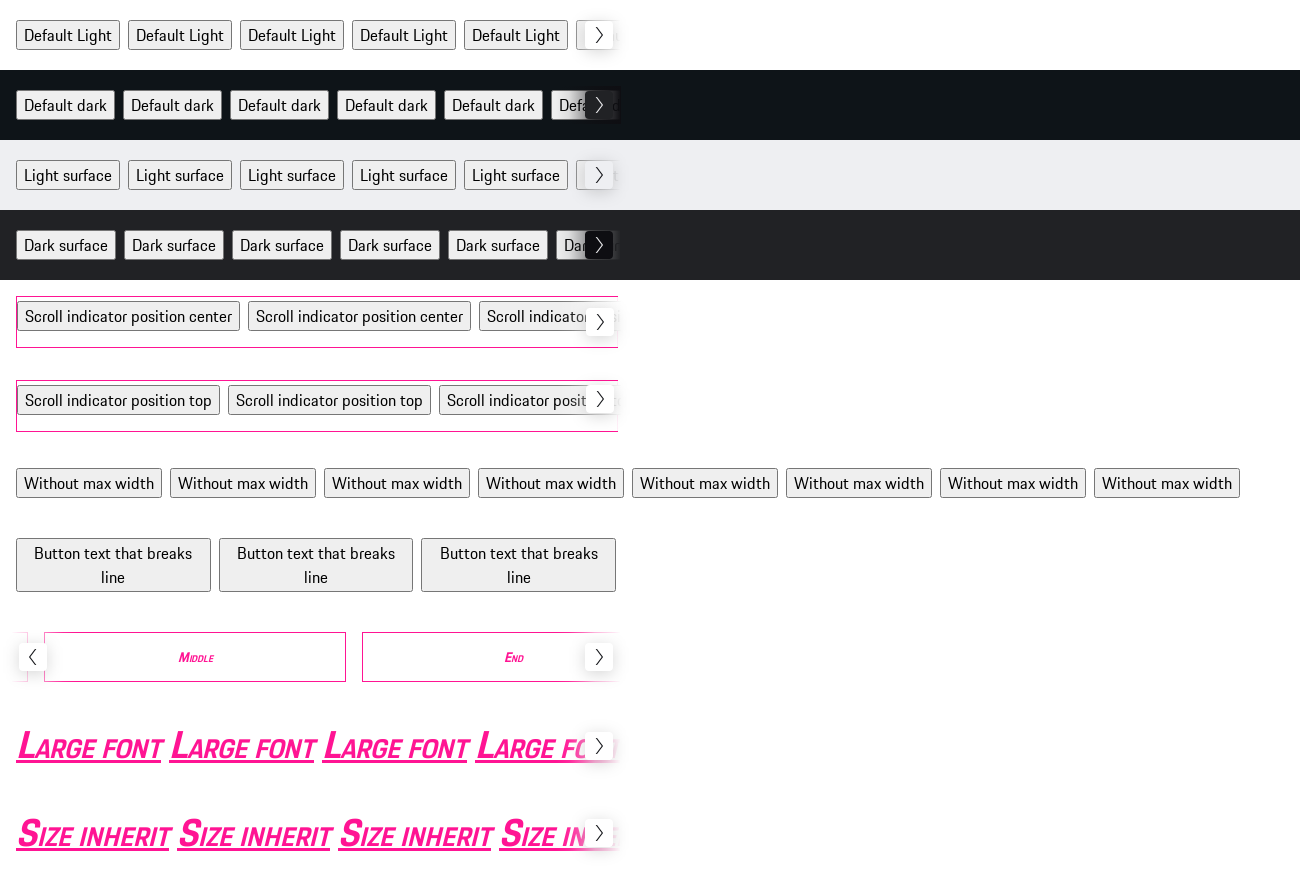 Default Light Default Light Default Light Default Light Default Light
Default dark Default dark Default dark Default dark Default dark
Light surface Light surface Light surface Light surface Light surface
Dark surface Dark surface Dark surface Dark surface Dark surface
Scroll indicator position center Scroll indicator position center Scroll indicator
Scroll indicator position top Scroll indicator position top Scroll indicator
Without max width Without max width Without max width Without max width Without max width Without max width Without max width Without max width
Button text that breaks line Button text that breaks line Button text that breaks line
Middle End
Large font Large font Large font Large
Size inherit Size inherit Size inherit Size